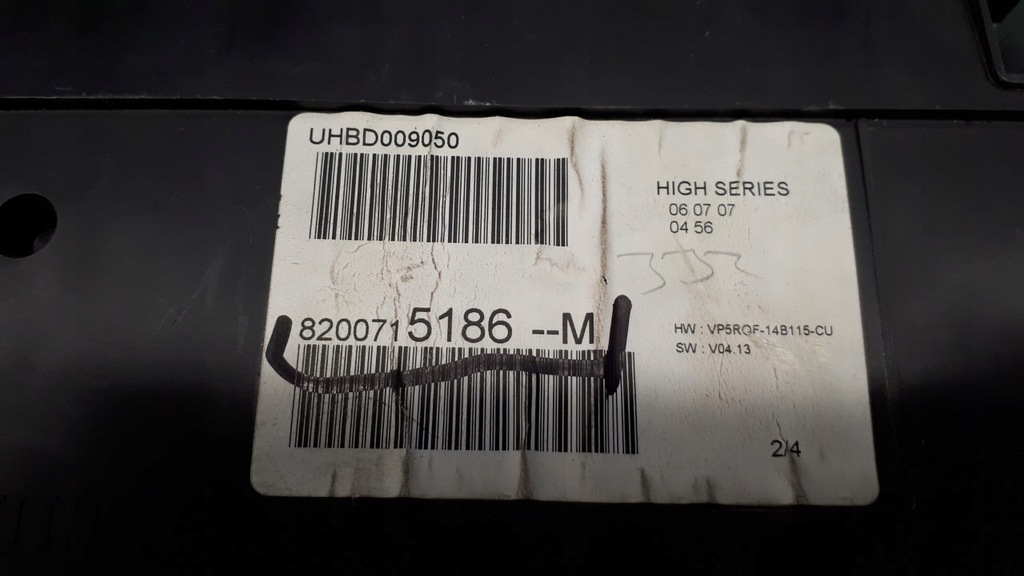 UHBD009050
HIGH SERIES
06 07 07
04 56
8200715186 --M
HW : VP5RQF-14B115-CU
SW : V04.13
2/4